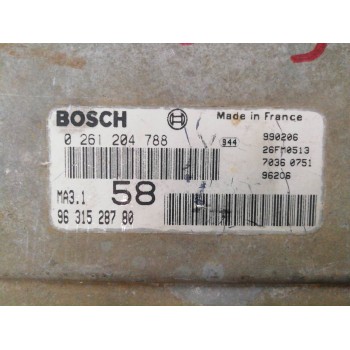 BOSCH
Made in France
0 261 204 788
944
990206
26FM0513
7036 0751
96206
MA3.1
58
96 315 287 80